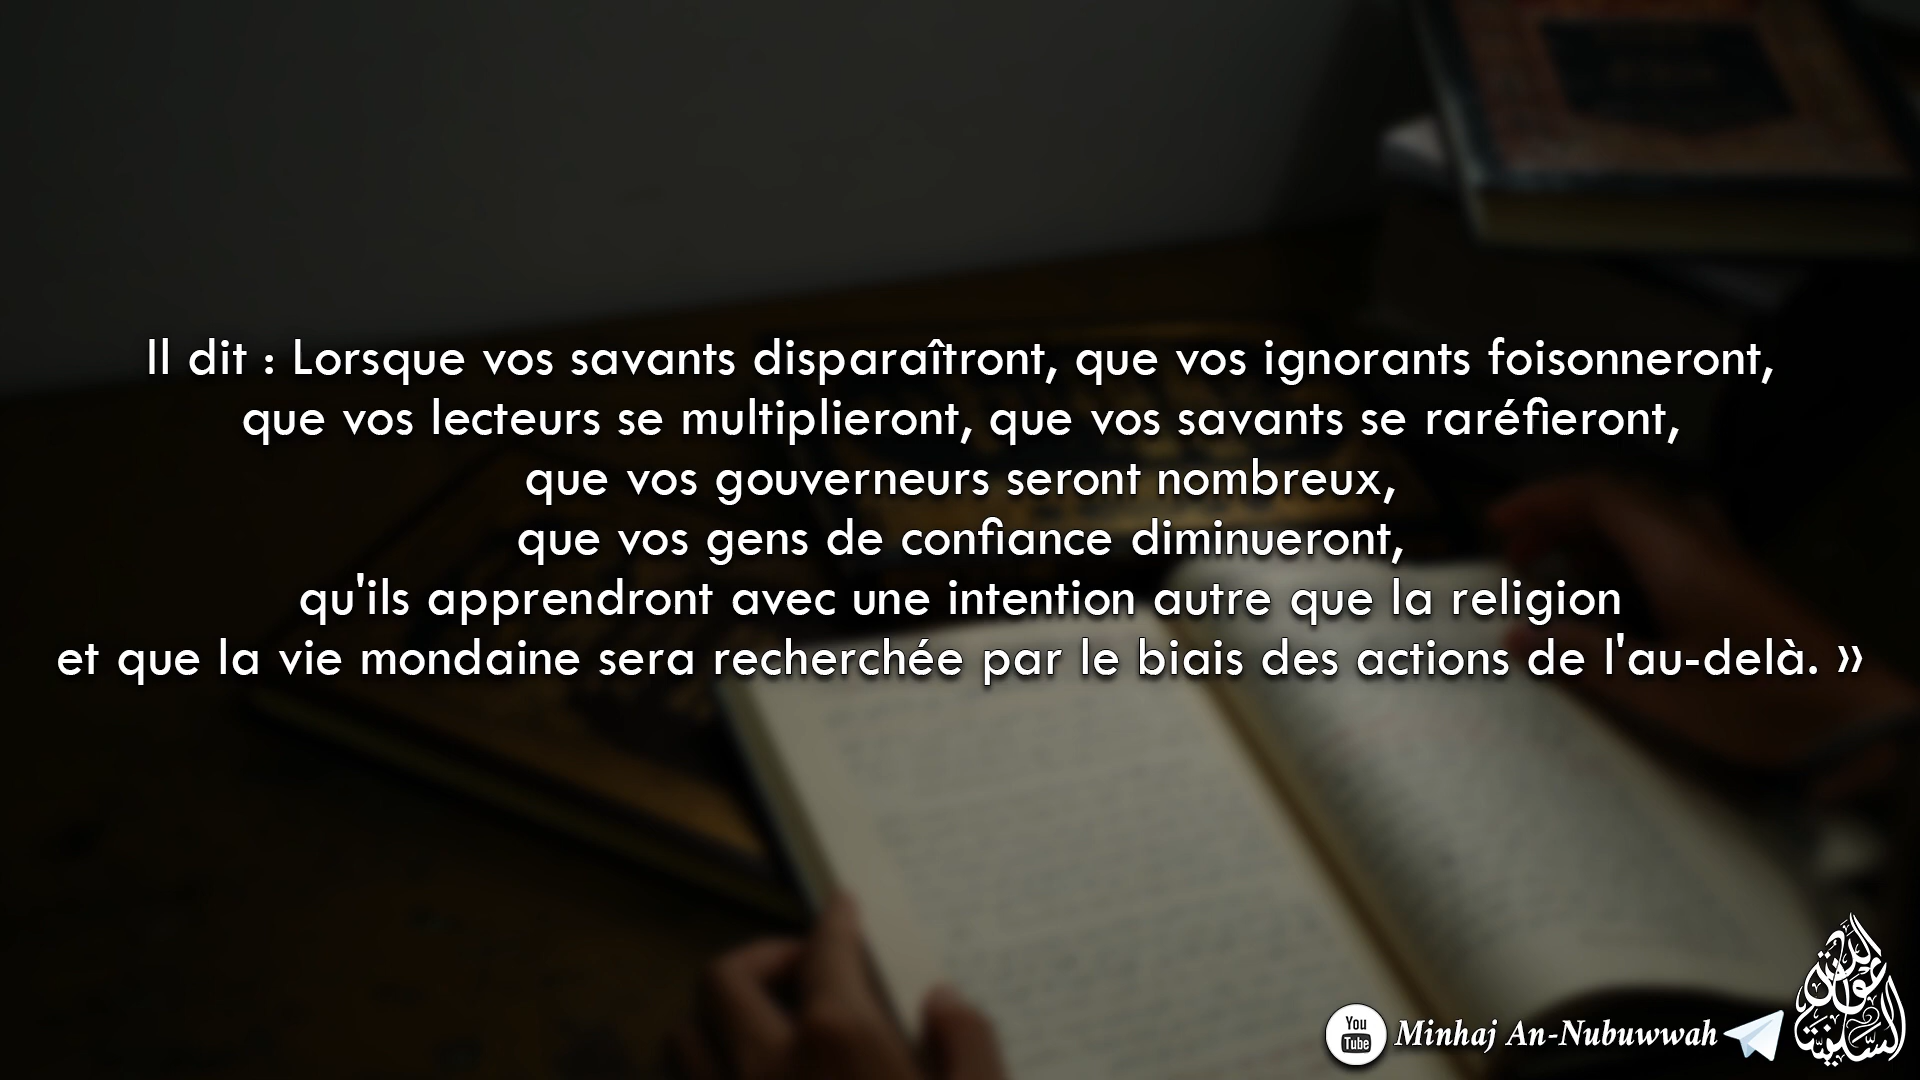 Il dit : Lorsque vos savants disparaîtront, que vos ignorants foisonneront,
que vos lecteurs se multiplieront, que vos savants se raréfieront,
que vos gouverneurs seront nombreux,
que vos gens de confiance diminueront,
qu'ils apprendront avec une intention autre que la religion
et que la vie mondaine sera recherchée par le biais des actions de l'au-delà. »
You
Tube
Minhaj An-Nubuwwah